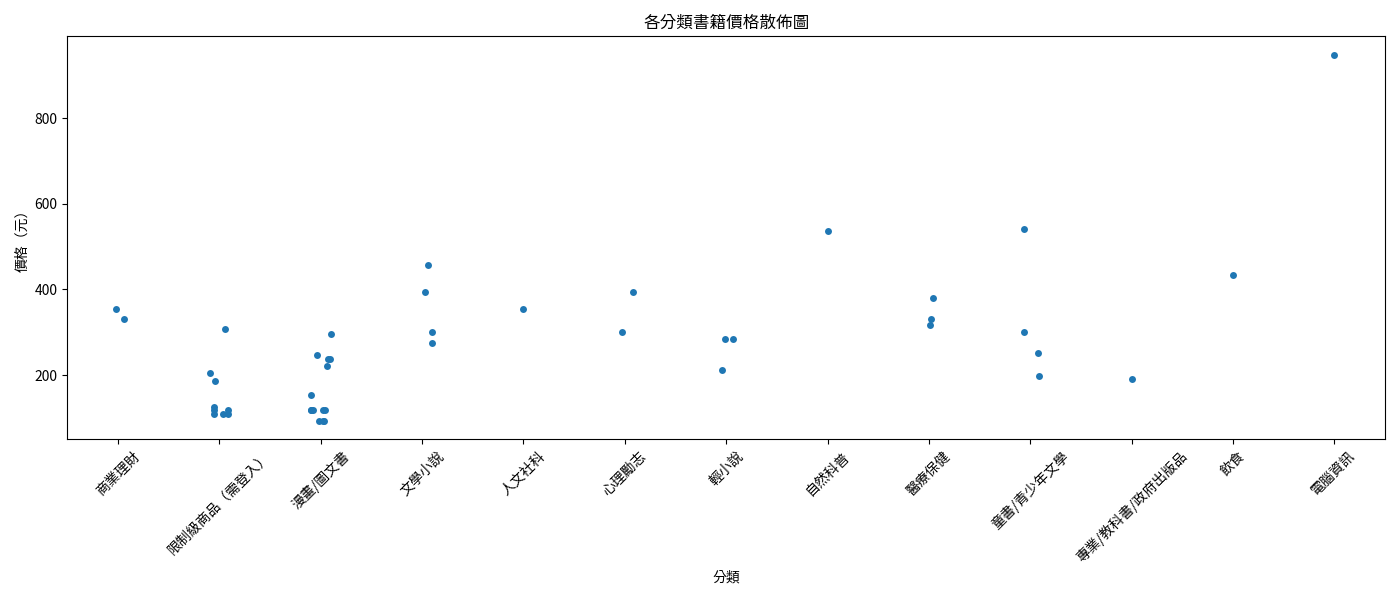 各分類書籍價格散佈圖
價格（元）
800
600
400
200
商業理財
限制級商品（需登入）
漫畫/圖文書
文學小說
人文社科
心理勵志
輕小說
自然科普
醫療保健
童書/青少年文學
專業/教科書/政府出版品
飲食
電腦資訊
分類